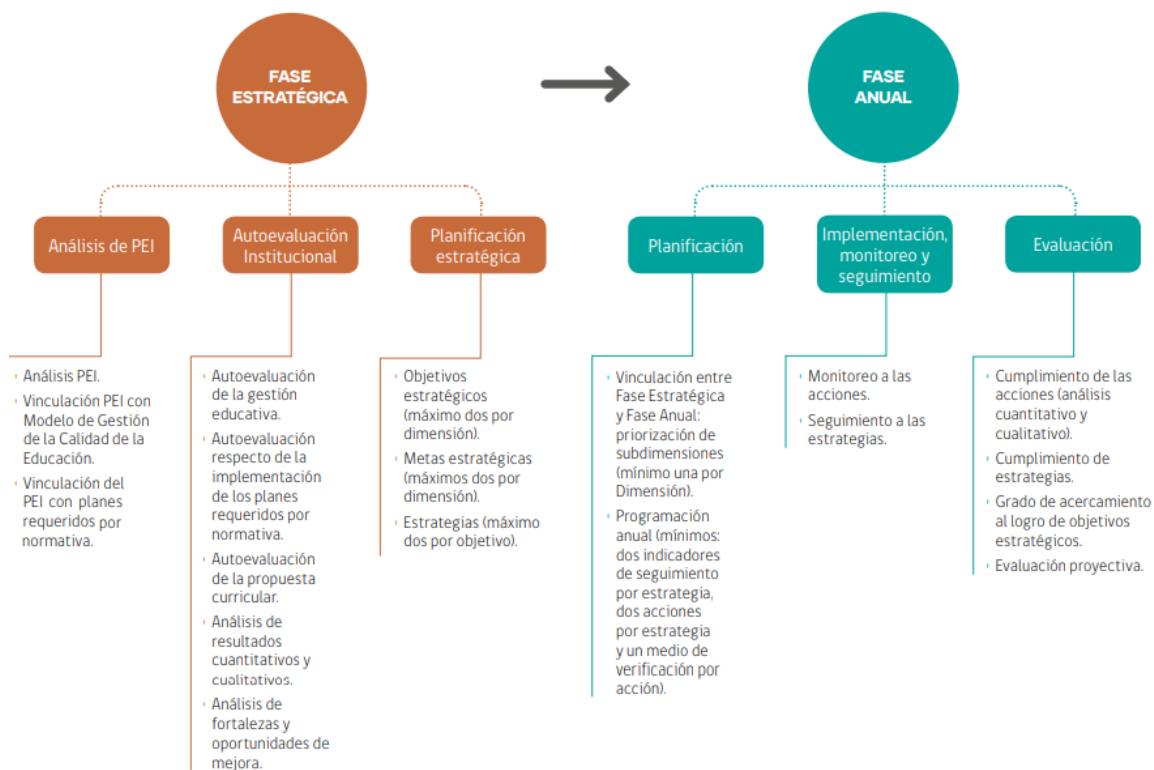 FASE
ESTRATÉGICA
FASE
ANUAL
Análisis de PEI
Autoevaluación
Institucional
Planificación
estratégica
Planificación
Implementación,
monitoreo y
seguimiento
Evaluación
Análisis PEI.
Vinculación PEI con
Modelo de Gestión
de la Calidad de la
Educación.
Vinculación del
PEI con planes
requeridos por
normativa.
Autoevaluación
de la gestión
educativa.
Autoevaluación
respecto de la
implementación
de los planes
requeridos por
normativa.
Autoevaluación
de la propuesta
curricular.
Análisis de
resultados
cuantitativos y
cualitativos.
Análisis de
fortalezas y
oportunidades de
mejora.
Objetivos
estratégicos
(máximo dos por
dimensión).
Metas estratégicas
(máximos dos por
dimensión).
Estrategias (máximo
dos por objetivo).
Vinculación entre
Fase Estratégica
y Fase Anual:
priorización de
subdimensiones
(mínimo una por
Dimensión).
Programación
anual (mínimos:
dos indicadores
de seguimiento
por estrategia,
dos acciones
por estrategia
y un medio de
verificación por
acción).
Monitoreo a las
acciones.
Seguimiento a las
estrategias.
Cumplimiento de las
acciones (análisis
cuantitativo y
cualitativo).
Cumplimiento de
estrategias.
Grado de acercamiento
al logro de objetivos
estratégicos.
Evaluación proyectiva.